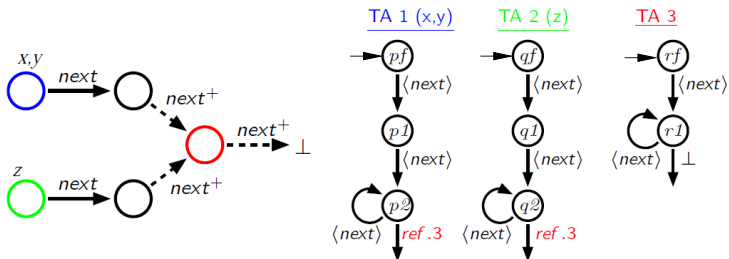 TA 1 (x,y) TA 2 (z) TA 3
x,y
next
next⁺
next⁺
⊥
z
next
next⁺
pf
⟨next⟩
p1
⟨next⟩
p2
⟨next⟩ ref.3
qf
⟨next⟩
q1
⟨next⟩
q2
⟨next⟩ ref.3
rf
⟨next⟩
r1
⟨next⟩ ⊥